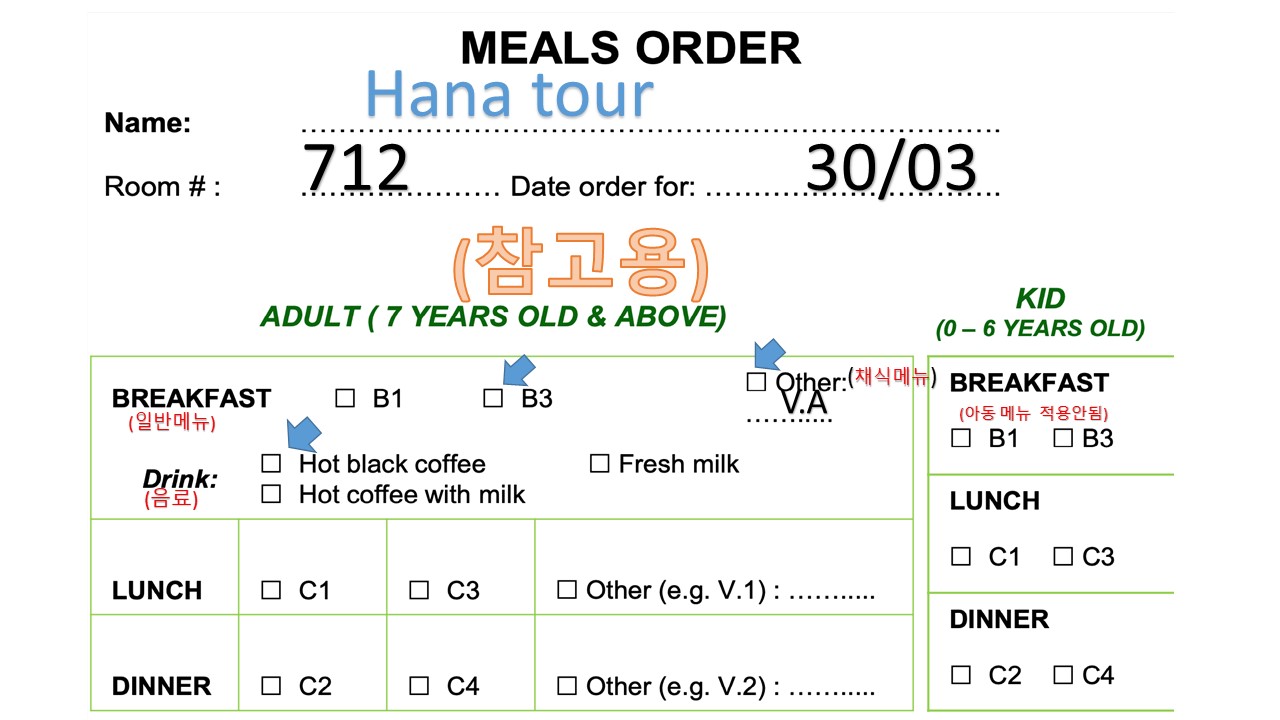 MEALS ORDER
Hana tour
Name: ……………………………………………………………….
712 30/03
Room # : ………………… Date order for: ………………………….
(참고용)
ADULT ( 7 YEARS OLD & ABOVE)
KID
(0 – 6 YEARS OLD)
BREAKFAST ☐ B1 ☐ B3 ☐ Other:(채식메뉴)
(일반메뉴)
V.A
………....
Drink: ☐ Hot black coffee ☐ Fresh milk
(음료) ☐ Hot coffee with milk
LUNCH ☐ C1 ☐ C3 ☐ Other (e.g. V.1) : …….....
DINNER ☐ C2 ☐ C4 ☐ Other (e.g. V.2) : …….....
BREAKFAST
(아동 메뉴 적용안됨)
☐ B1 ☐ B3
LUNCH
☐ C1 ☐ C3
DINNER
☐ C2 ☐ C4